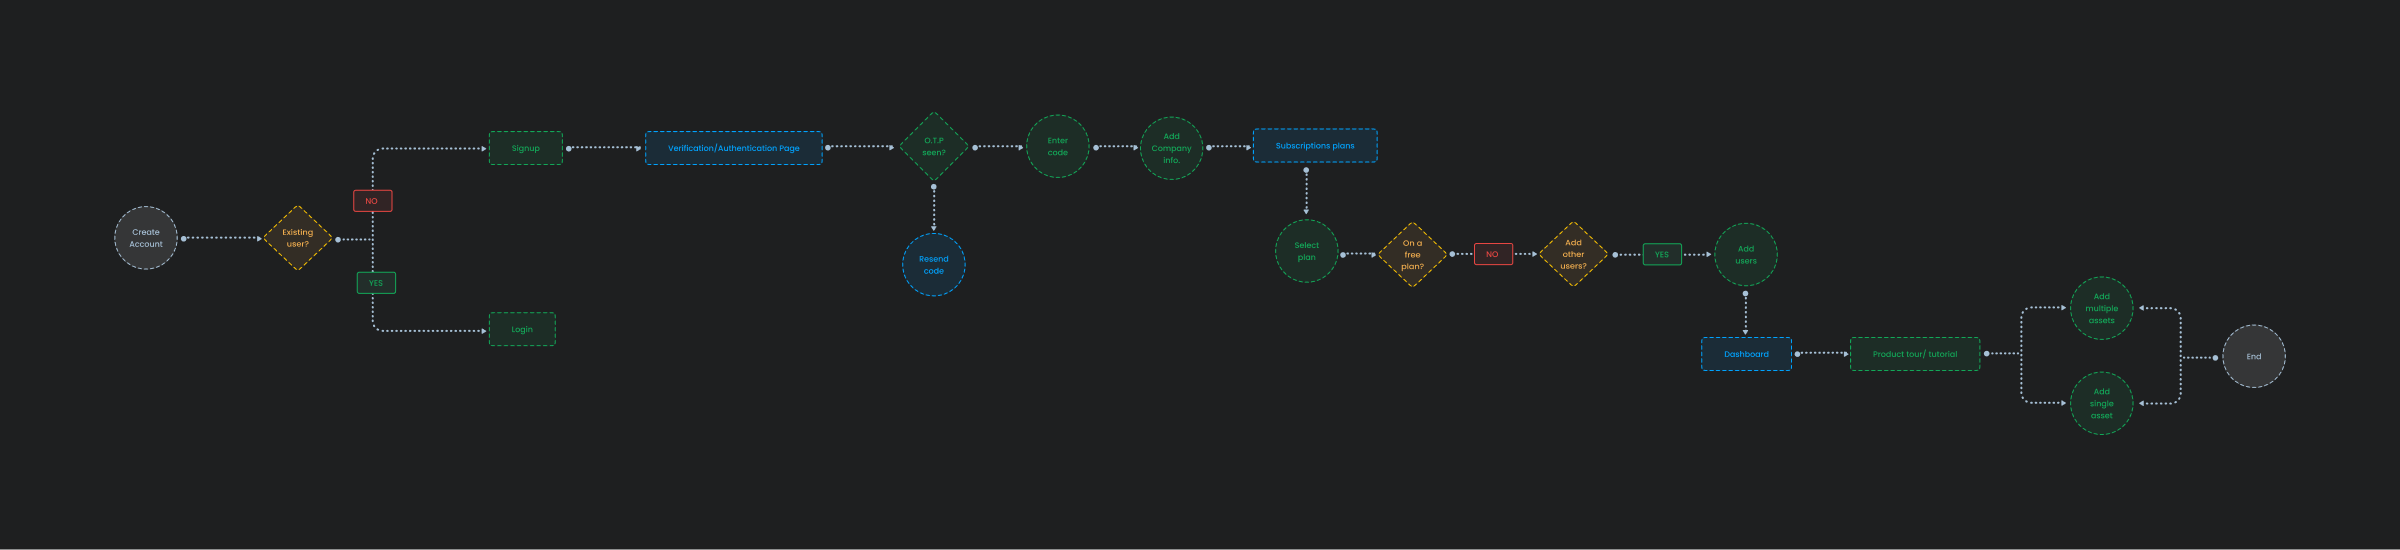 Create
Account
Existing
user?
NO
YES
Signup
Login
Verification/Authentication Page
O.T.P
seen?
Resend
code
Enter
code
Add
Company
info.
Subscriptions plans
Select
plan
On a
free
plan?
NO
Add
other
users?
YES
Add
users
Dashboard
Product tour/ tutorial
Add
multiple
assets
Add
single
asset
End